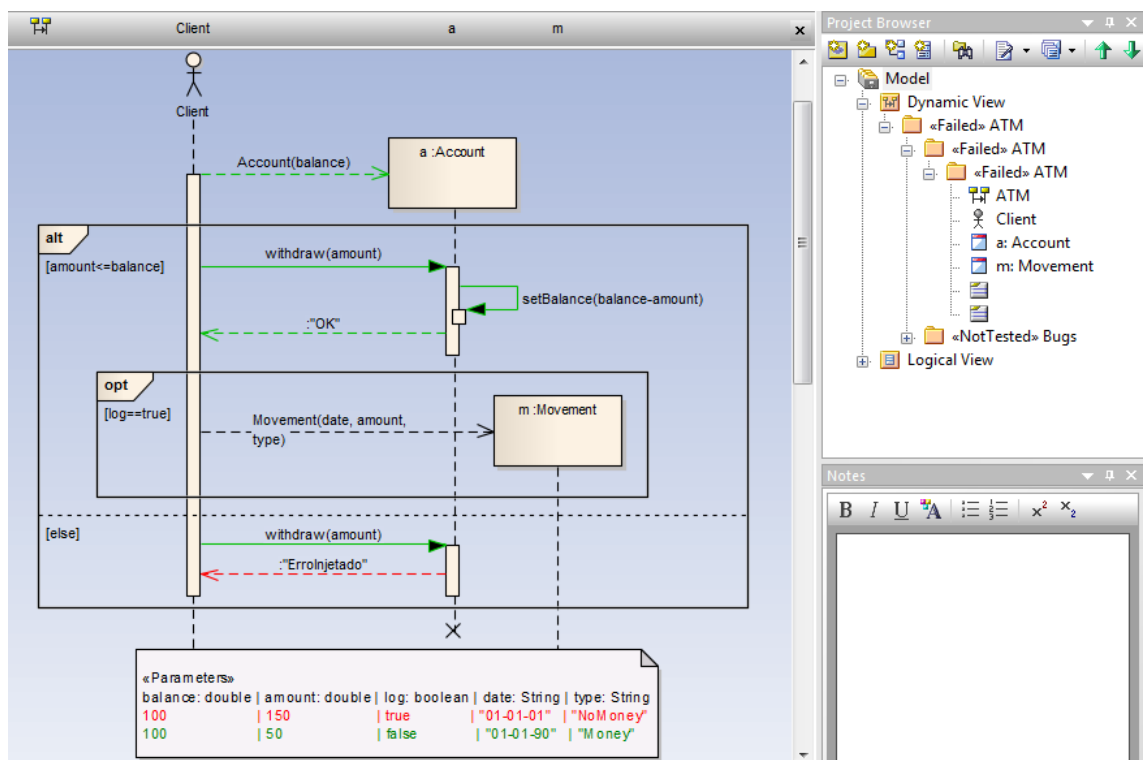 Client a m
Client
a :Account
Account(balance)
alt
[amount<=balance]
withdraw(amount)
setBalance(balance-amount)
:"OK"
opt
[log==true]
Movement(date, amount,
type)
m :Movement
[else]
withdraw(amount)
:"ErroInjetado"
«Parameters»
balance: double | amount: double | log: boolean | date: String | type: String
100 | 150 | true | "01-01-01" | "NoMoney"
100 | 50 | false | "01-01-90" | "Money"
Project Browser
Model
Dynamic View
«Failed» ATM
«Failed» ATM
«Failed» ATM
ATM
Client
a: Account
m: Movement
«NotTested» Bugs
Logical View
Notes
B I U A x² x₂